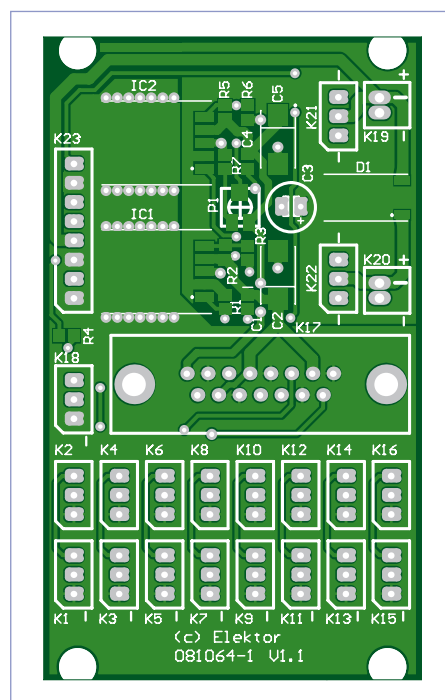 IC2
R5 R6
C5
K21
+
K19
K23
C4
R7
C3
D1
P1
+
IC1
R3
R2
K22
K20
+
R1
C1
C2
K17
R4
K18
K2 K4 K6 K8 K10 K12 K14 K16
K1 K3 K5 K7 K9 K11 K13 K15
(c) Elektor
081064-1 V1.1